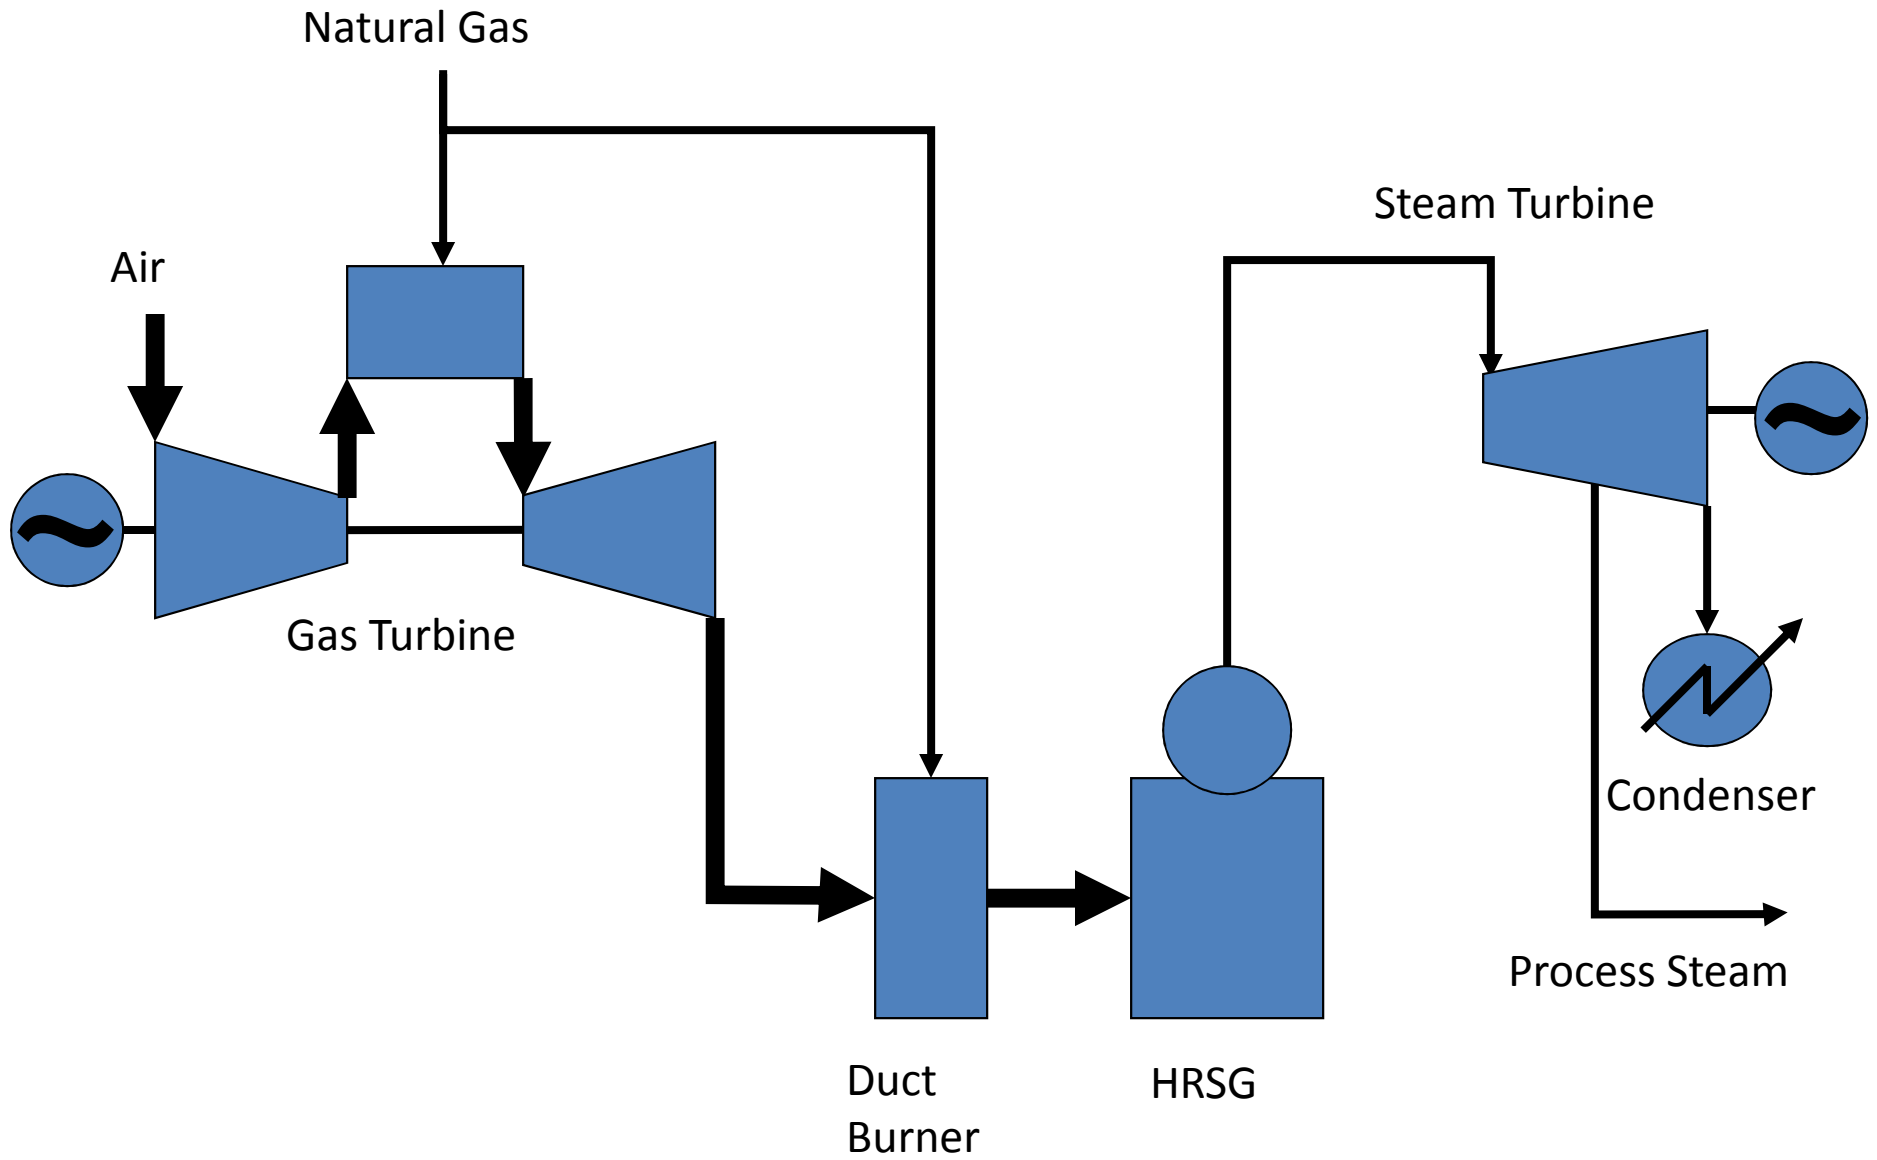 Natural Gas
Steam Turbine
Air
Gas Turbine
Condenser
Process Steam
Duct
Burner
HRSG